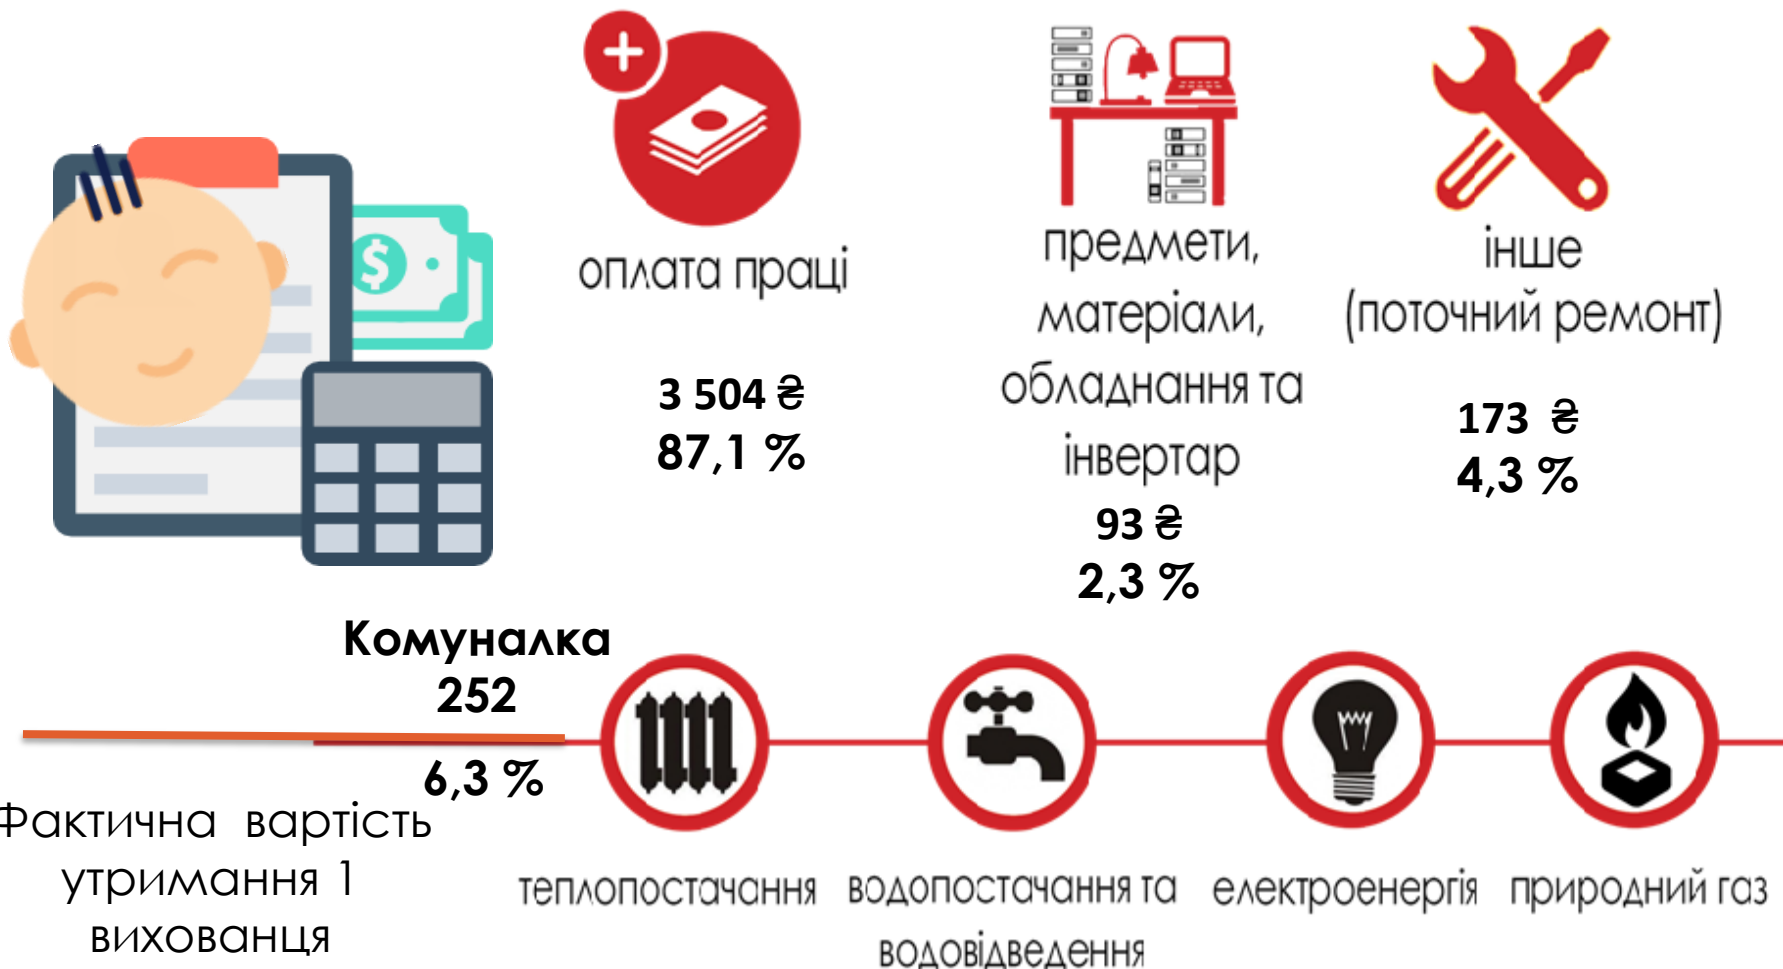 оплата праці
3 504 ₴
87,1 %
предмети,
матеріали,
обладнання та
інвертар
93 ₴
2,3 %
інше
(поточний ремонт)
173 ₴
4,3 %
Комуналка
252
6,3 %
Фактична вартість
утримання 1
вихованця
теплопостачання
водопостачання та
водовідведення
електроенергія
природний газ